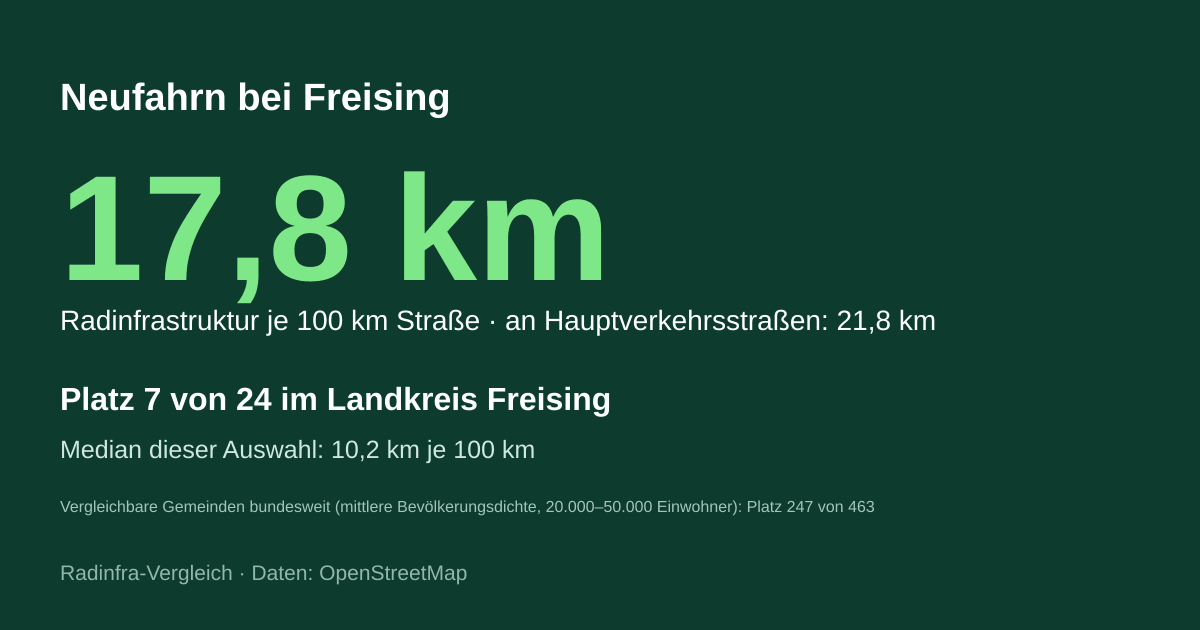 Neufahrn bei Freising
17,8 km
Radinfrastruktur je 100 km Straße · an Hauptverkehrsstraßen: 21,8 km
Platz 7 von 24 im Landkreis Freising
Median dieser Auswahl: 10,2 km je 100 km
Vergleichbare Gemeinden bundesweit (mittlere Bevölkerungsdichte, 20.000–50.000 Einwohner): Platz 247 von 463
Radinfra-Vergleich · Daten: OpenStreetMap